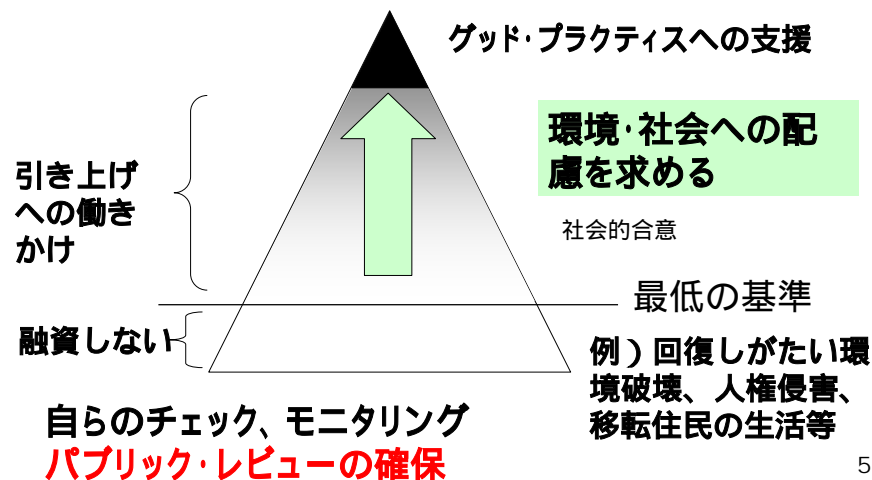 グッド・プラクティスへの支援
環境・社会への配
慮を求める
引き上げ
への働き
かけ
社会的合意
最低の基準
融資しない
例）回復しがたい環
境破壊、人権侵害、
移転住民の生活等
自らのチェック、モニタリング
パブリック・レビューの確保
5